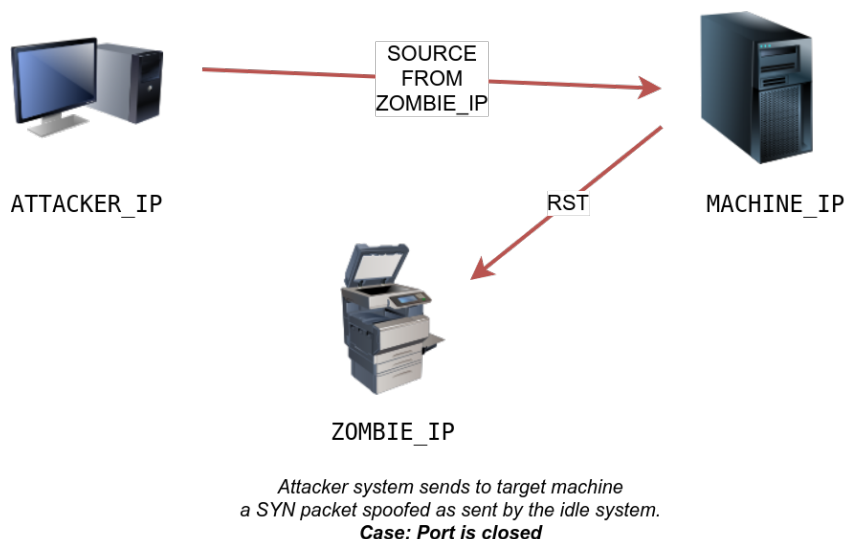 SOURCE
FROM
ZOMBIE_IP
ATTACKER_IP
RST
MACHINE_IP
ZOMBIE_IP
Attacker system sends to target machine
a SYN packet spoofed as sent by the idle system.
Case: Port is closed